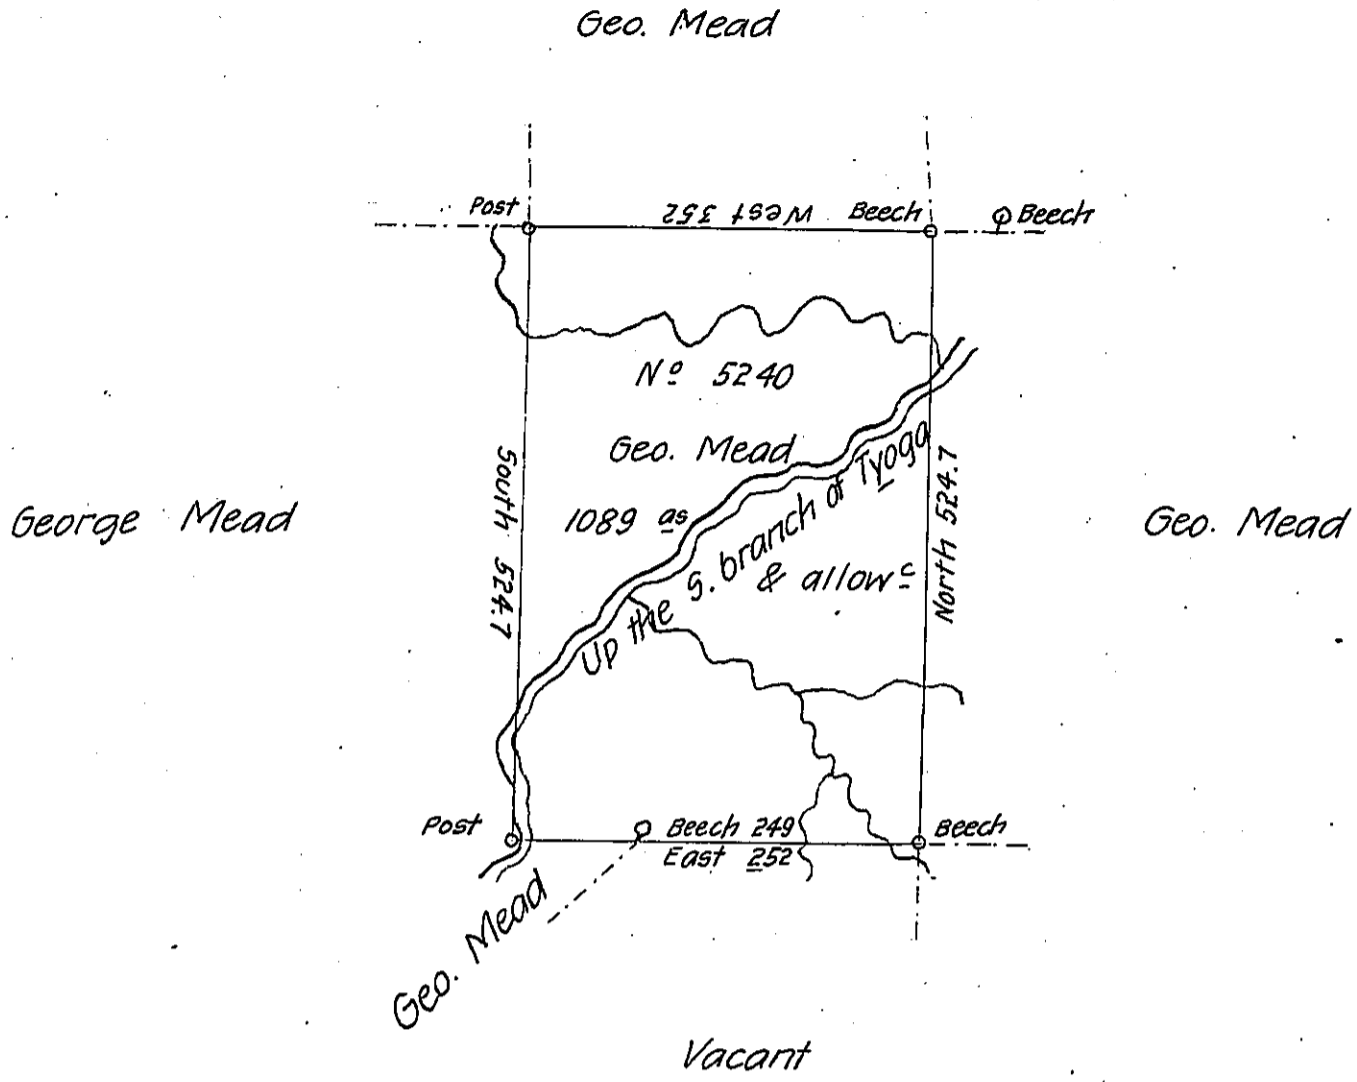 Geo. Mead
Post
West 352
Beech
Beech
Nº 5240
Geo. Mead
1089 as
Up the S. branch of Tyoga
& allowc
South 524.7
North 524.7
George Mead
Geo. Mead
Post
Beech 249
East 252
Beech
Geo. Mead
Vacant